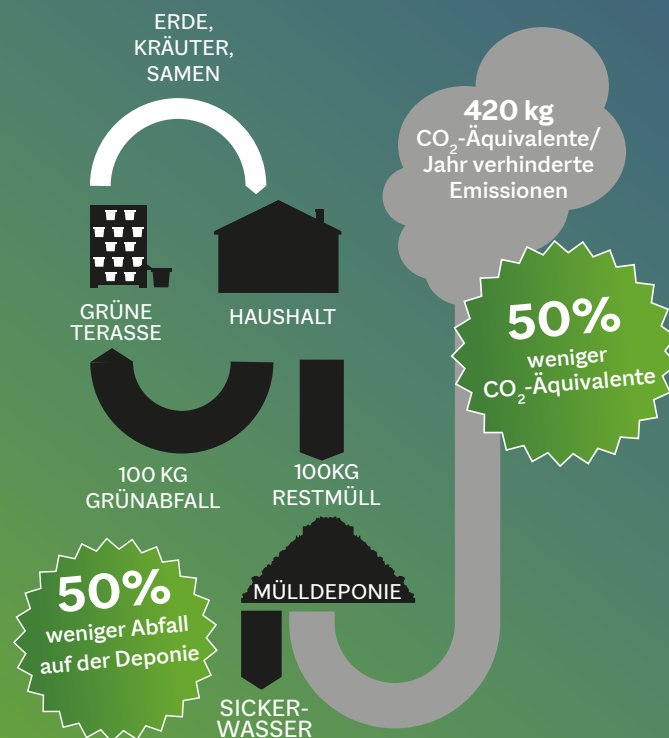 ERDE,
KRÄUTER,
SAMEN
420 kg
CO₂-Äquivalente/
Jahr verhinderte
Emissionen
GRÜNE
TERASSE
HAUSHALT
50%
weniger
CO₂-Äquivalente
100 KG
GRÜNABFALL
100KG
RESTMÜLL
50%
weniger Abfall
auf der Deponie
MÜLLDEPONIE
SICKER-
WASSER